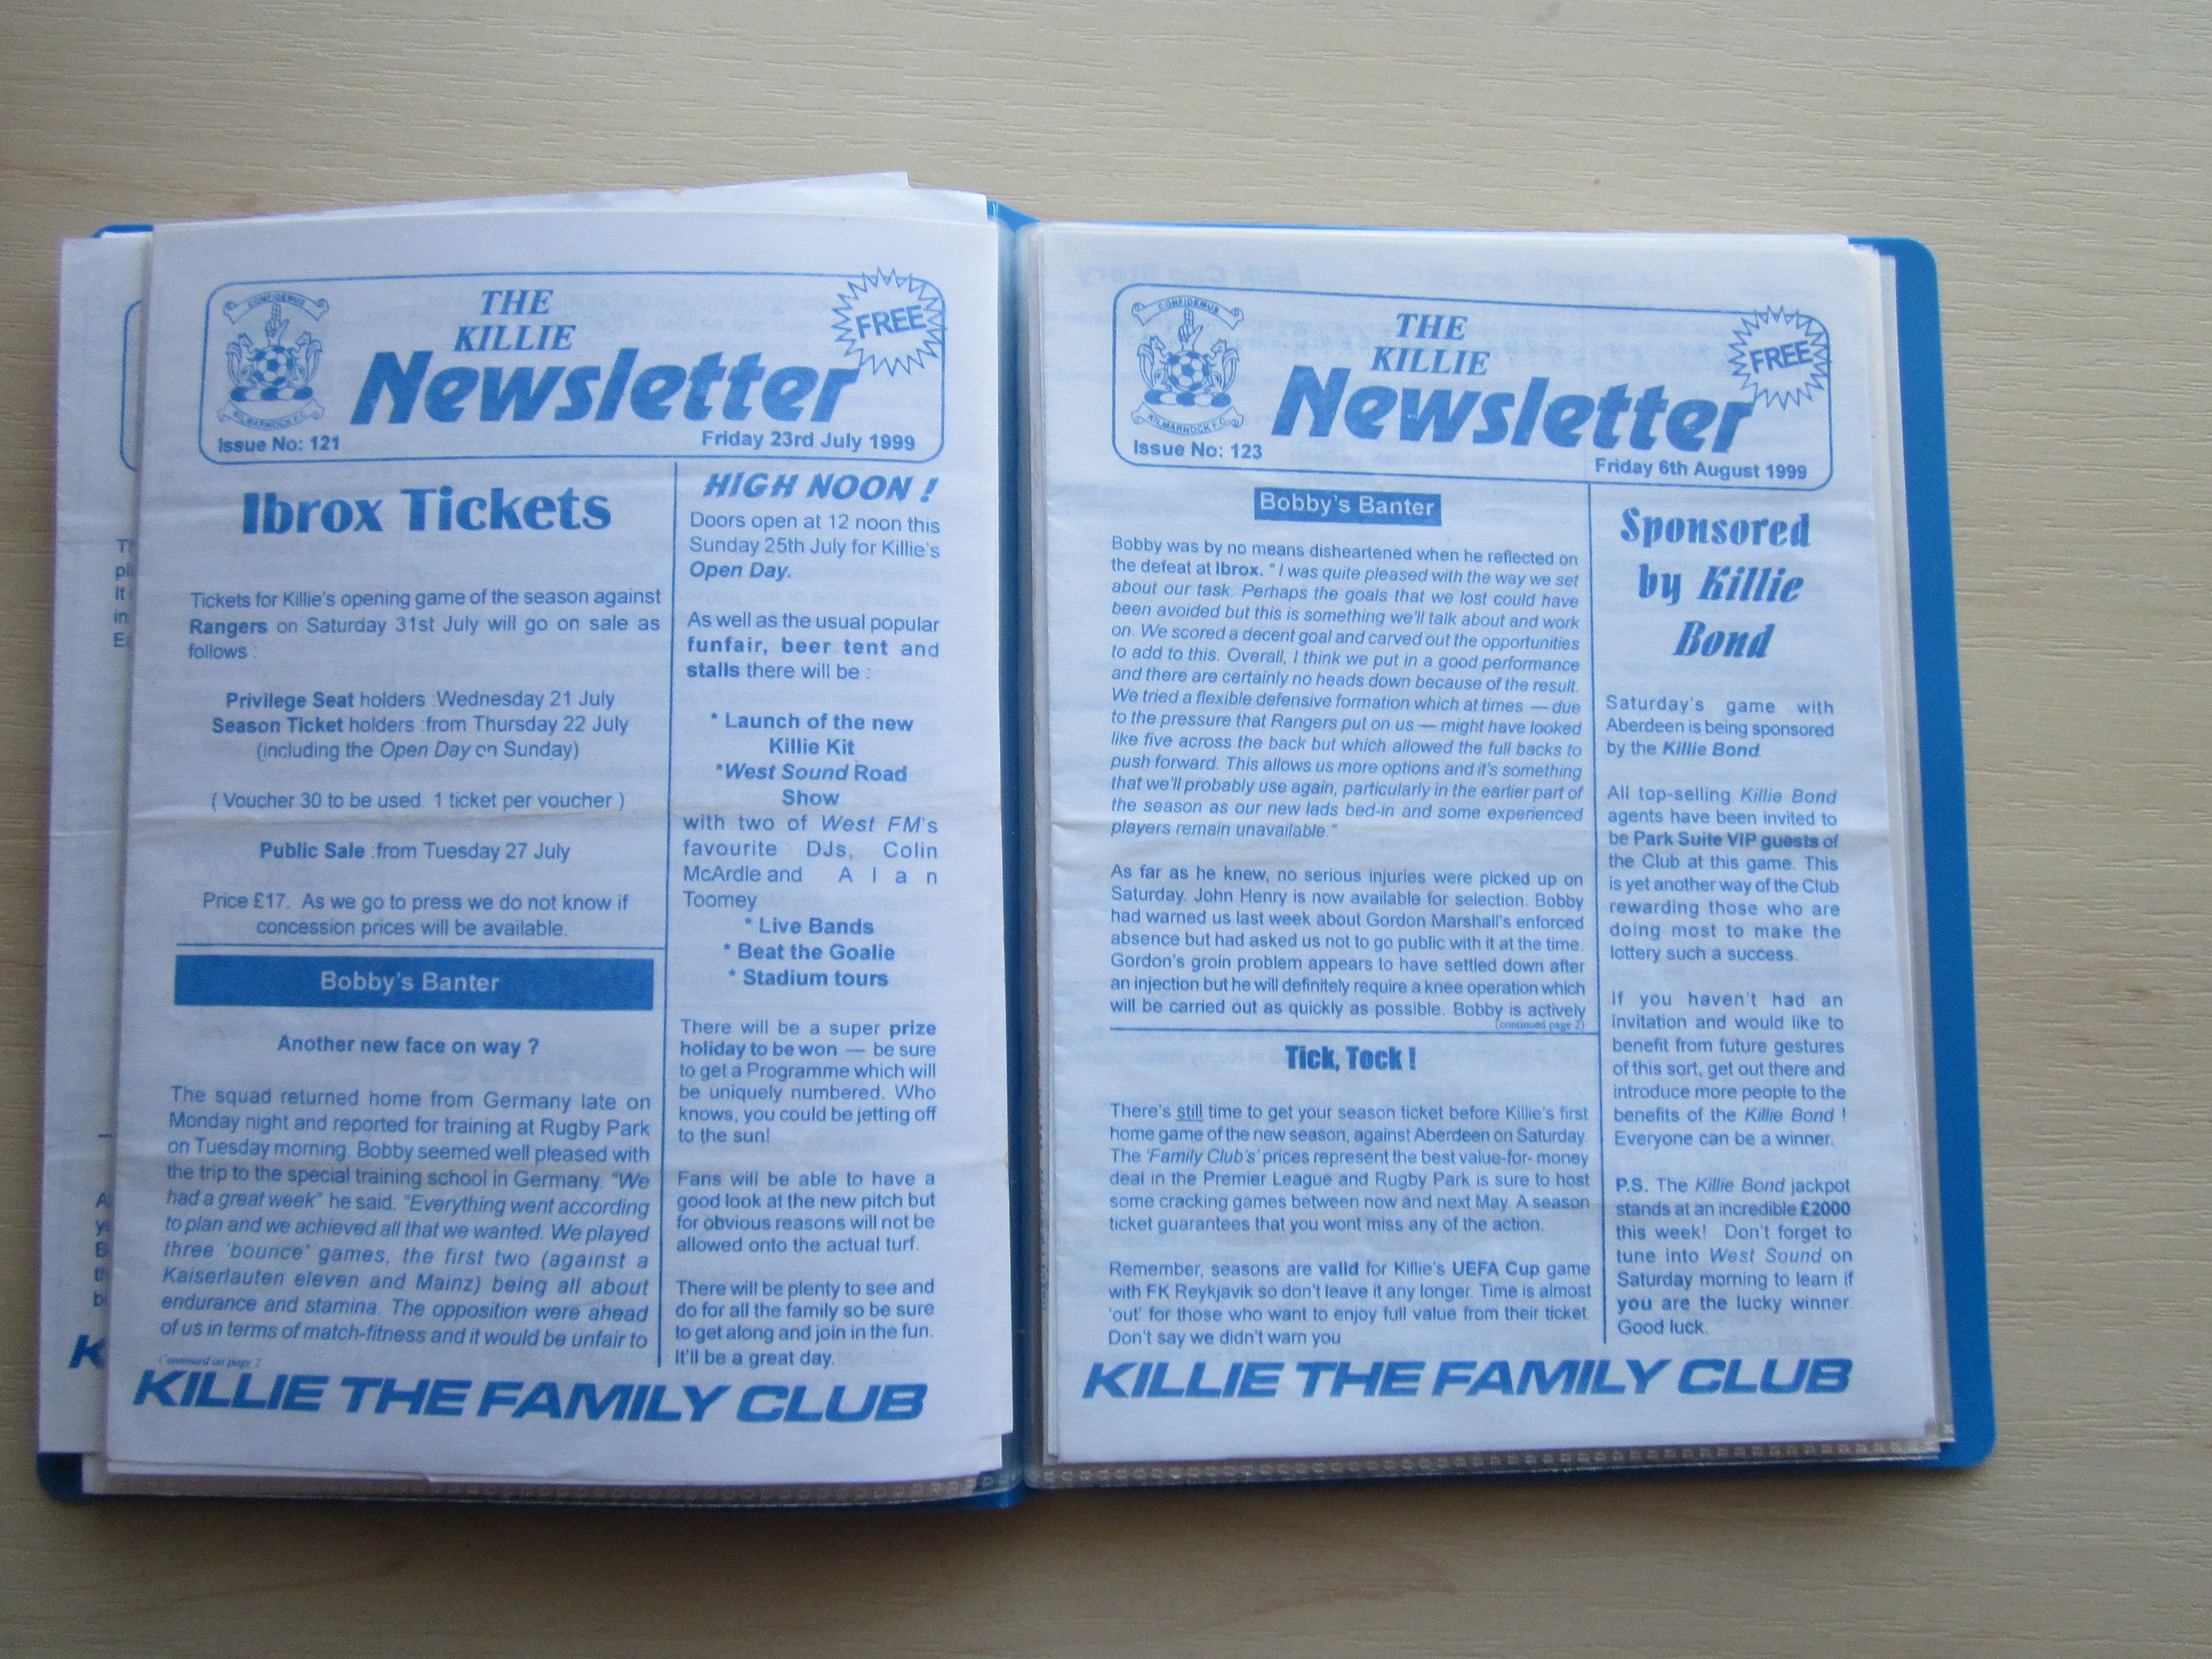 CONFIDEMUS
KILMARNOCK F.C.
THE
KILLIE
Newsletter
FREE
Issue No: 121
Friday 23rd July 1999
Ibrox Tickets
Tickets for Killie's opening game of the season against
Rangers on Saturday 31st July will go on sale as
follows :
Privilege Seat holders :Wednesday 21 July
Season Ticket holders :from Thursday 22 July
(including the Open Day on Sunday)
( Voucher 30 to be used. 1 ticket per voucher )
Public Sale :from Tuesday 27 July
Price £17. As we go to press we do not know if
concession prices will be available.
Bobby's Banter
Another new face on way ?
The squad returned home from Germany late on
Monday night and reported for training at Rugby Park
on Tuesday morning. Bobby seemed well pleased with
the trip to the special training school in Germany. "We
had a great week" he said. "Everything went according
to plan and we achieved all that we wanted. We played
three 'bounce' games, the first two (against a
Kaiserlauten eleven and Mainz) being all about
endurance and stamina. The opposition were ahead
of us in terms of match-fitness and it would be unfair to
Continued on page 2
HIGH NOON !
Doors open at 12 noon this
Sunday 25th July for Killie's
Open Day.
As well as the usual popular
funfair, beer tent and
stalls there will be :
* Launch of the new
Killie Kit
*West Sound Road
Show
with two of West FM's
favourite DJs, Colin
McArdle and A l a n
Toomey
* Live Bands
* Beat the Goalie
* Stadium tours
There will be a super prize
holiday to be won — be sure
to get a Programme which will
be uniquely numbered. Who
knows, you could be jetting off
to the sun!
Fans will be able to have a
good look at the new pitch but
for obvious reasons will not be
allowed onto the actual turf.
There will be plenty to see and
do for all the family so be sure
to get along and join in the fun.
It'll be a great day.
KILLIE THE FAMILY CLUB
CONFIDEMUS
KILMARNOCK F.C.
THE
KILLIE
Newsletter
FREE
Issue No: 123
Friday 6th August 1999
Bobby's Banter
Bobby was by no means disheartened when he reflected on
the defeat at Ibrox. " I was quite pleased with the way we set
about our task. Perhaps the goals that we lost could have
been avoided but this is something we'll talk about and work
on. We scored a decent goal and carved out the opportunities
to add to this. Overall, I think we put in a good performance
and there are certainly no heads down because of the result.
We tried a flexible defensive formation which at times — due
to the pressure that Rangers put on us — might have looked
like five across the back but which allowed the full backs to
push forward. This allows us more options and it's something
that we'll probably use again, particularly in the earlier part of
the season as our new lads bed-in and some experienced
players remain unavailable."
As far as he knew, no serious injuries were picked up on
Saturday. John Henry is now available for selection. Bobby
had warned us last week about Gordon Marshall's enforced
absence but had asked us not to go public with it at the time.
Gordon's groin problem appears to have settled down after
an injection but he will definitely require a knee operation which
will be carried out as quickly as possible. Bobby is actively
(continued page 2)
Tick, Tock !
There's still time to get your season ticket before Killie's first
home game of the new season, against Aberdeen on Saturday.
The 'Family Club's' prices represent the best value-for- money
deal in the Premier League and Rugby Park is sure to host
some cracking games between now and next May. A season
ticket guarantees that you wont miss any of the action.
Remember, seasons are valid for Killie's UEFA Cup game
with FK Reykjavik so don't leave it any longer. Time is almost
'out' for those who want to enjoy full value from their ticket.
Don't say we didn't warn you
Sponsored
by Killie
Bond
Saturday's game with
Aberdeen is being sponsored
by the Killie Bond.
All top-selling Killie Bond
agents have been invited to
be Park Suite VIP guests of
the Club at this game. This
is yet another way of the Club
rewarding those who are
doing most to make the
lottery such a success.
If you haven't had an
invitation and would like to
benefit from future gestures
of this sort, get out there and
introduce more people to the
benefits of the Killie Bond !
Everyone can be a winner.
P.S. The Killie Bond jackpot
stands at an incredible £2000
this week! Don't forget to
tune into West Sound on
Saturday morning to learn if
you are the lucky winner.
Good luck.
KILLIE THE FAMILY CLUB